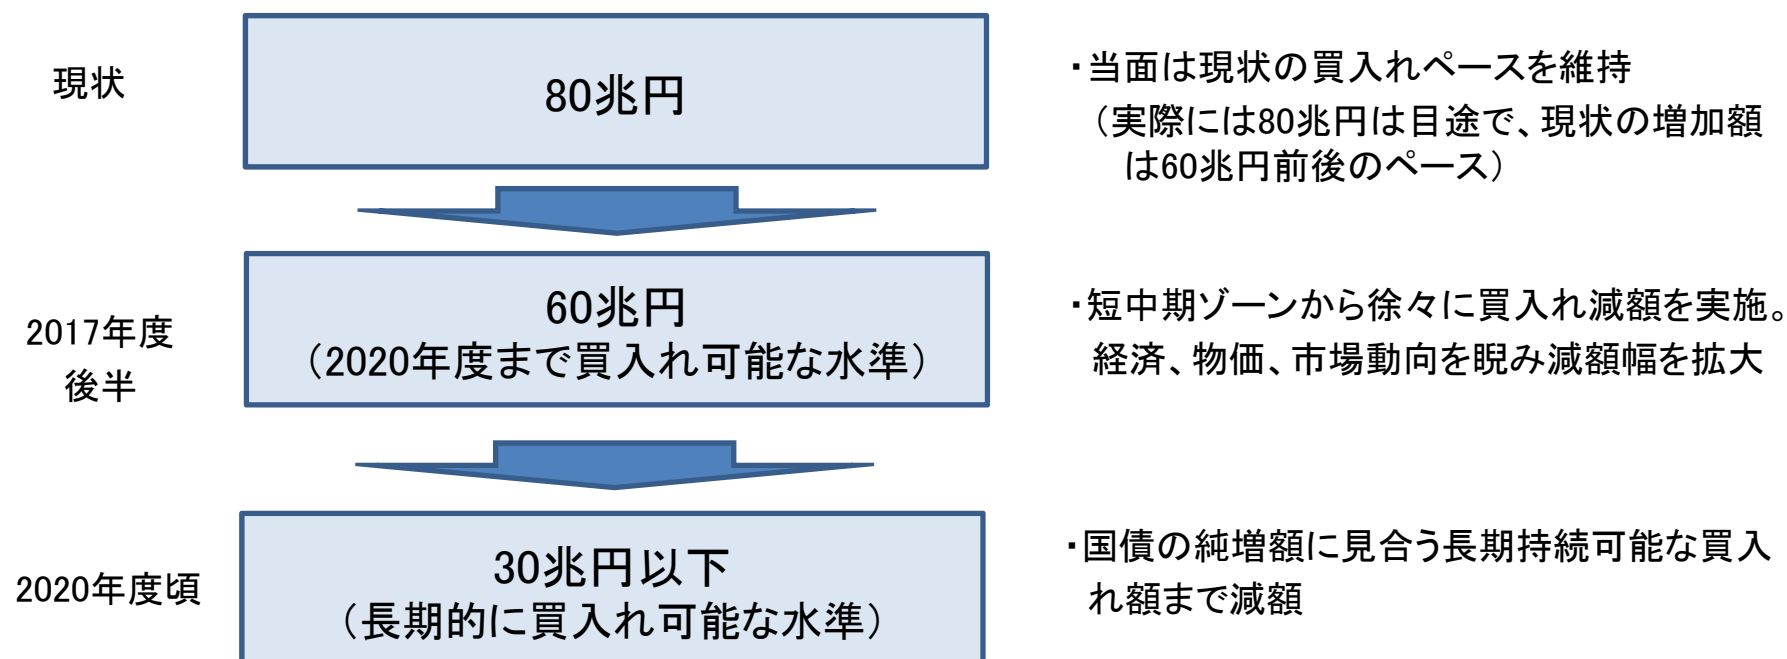 現状
80兆円
・当面は現状の買入れペースを維持
（実際には80兆円は目途で、現状の増加額
は60兆円前後のペース）
2017年度
後半
60兆円
（2020年度まで買入れ可能な水準）
・短中期ゾーンから徐々に買入れ減額を実施。
経済、物価、市場動向を睨み減額幅を拡大
2020年度頃
30兆円以下
（長期的に買入れ可能な水準）
・国債の純増額に見合う長期持続可能な買入
れ額まで減額